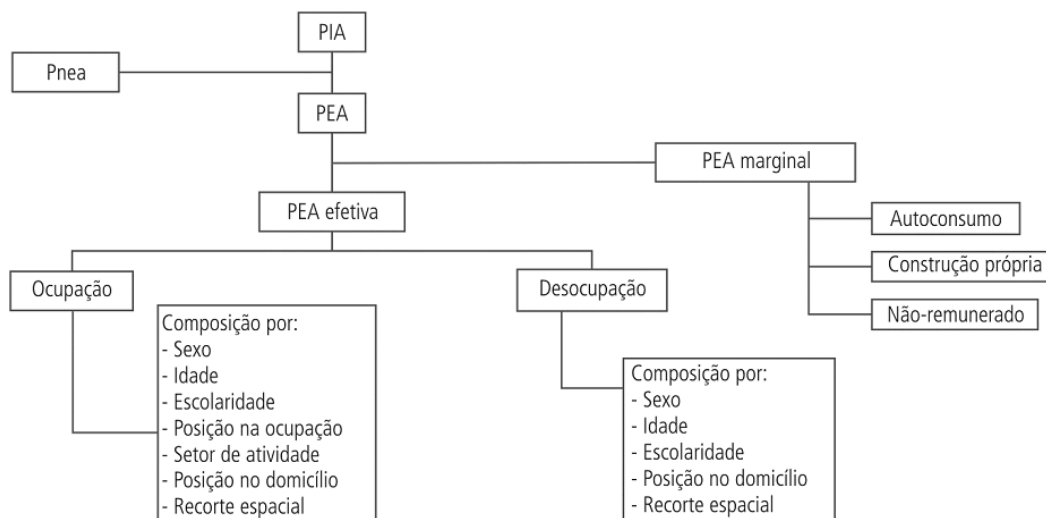 PIA
Pnea
PEA
PEA marginal
PEA efetiva
Autoconsumo
Construção própria
Não-remunerado
Ocupação
Desocupação
Composição por:
- Sexo
- Idade
- Escolaridade
- Posição na ocupação
- Setor de atividade
- Posição no domicílio
- Recorte espacial
Composição por:
- Sexo
- Idade
- Escolaridade
- Posição no domicílio
- Recorte espacial